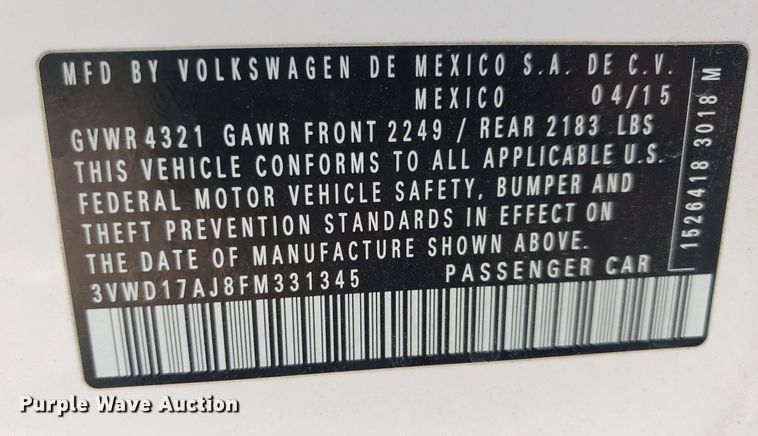 MFD BY VOLKSWAGEN DE MEXICO S.A. DE C.V.
MEXICO 04/15
GVWR 4321 GAWR FRONT 2249 / REAR 2183 LBS
THIS VEHICLE CONFORMS TO ALL APPLICABLE U.S.
FEDERAL MOTOR VEHICLE SAFETY, BUMPER AND
THEFT PREVENTION STANDARDS IN EFFECT ON
THE DATE OF MANUFACTURE SHOWN ABOVE.
3VWD17AJ8FM331345 PASSENGER CAR
1526418 3018 M
Purple Wave Auction